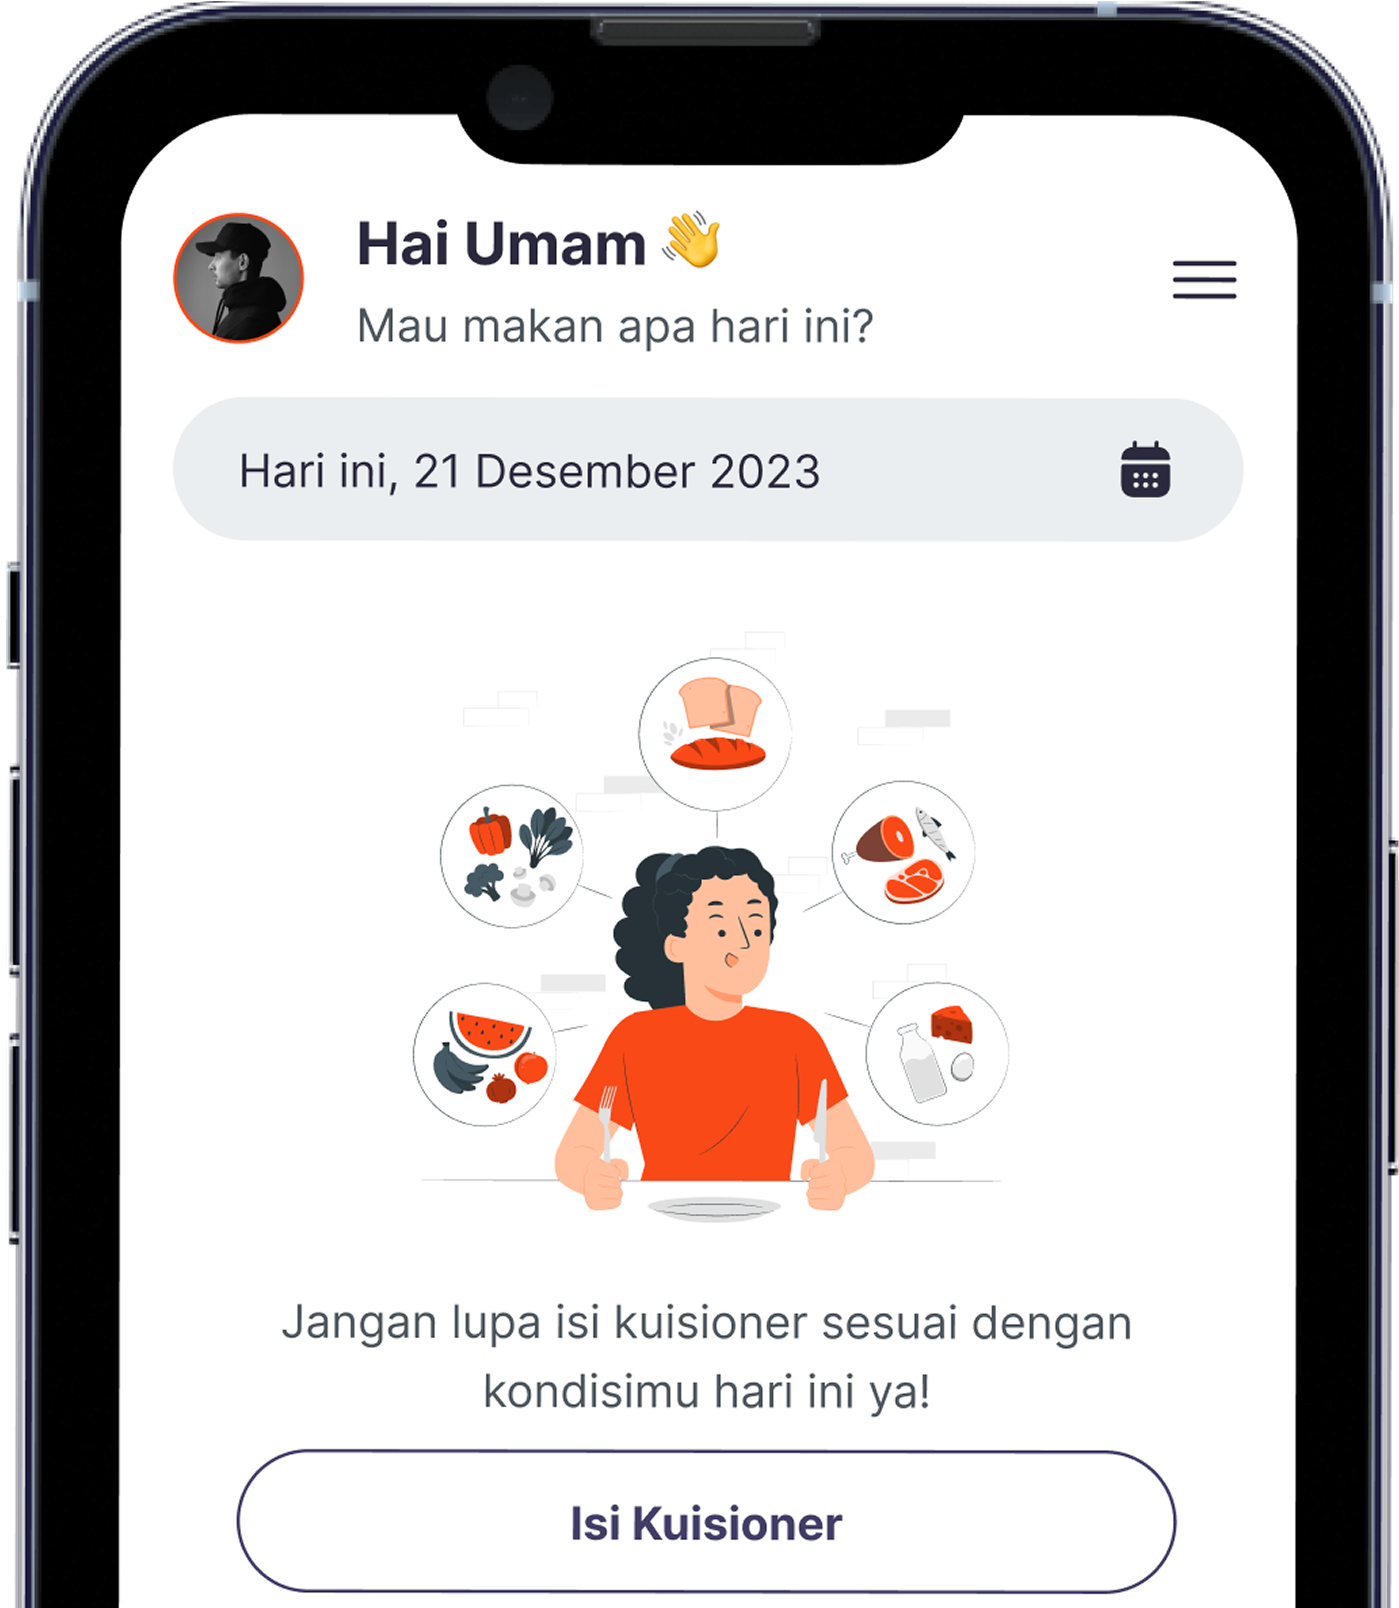 Hai Umam 👋
Mau makan apa hari ini?
Hari ini, 21 Desember 2023
Jangan lupa isi kuisioner sesuai dengan
kondisimu hari ini ya!
Isi Kuisioner